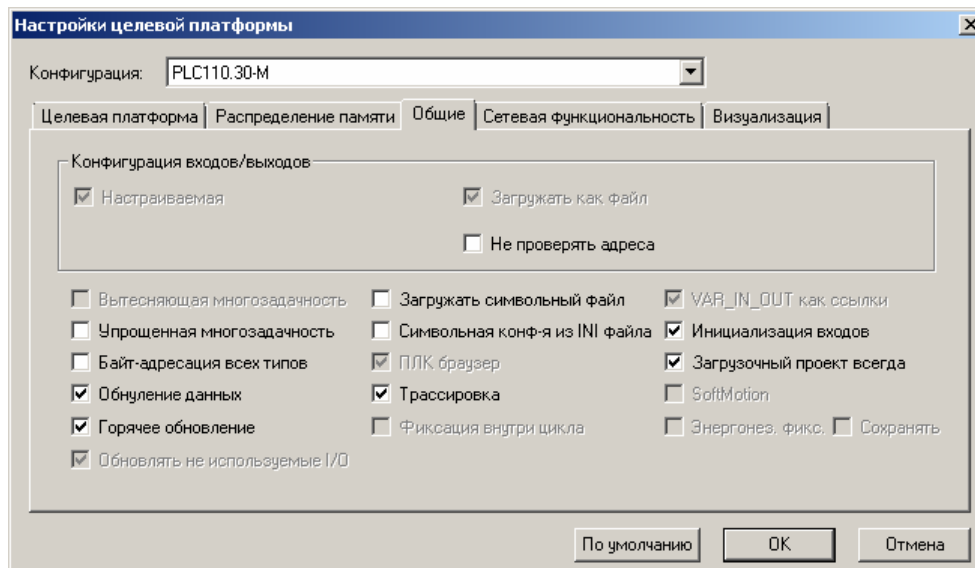 Настройки целевой платформы
Конфигурация: PLC110.30-M
Целевая платформа Распределение памяти Общие Сетевая функциональность Визуализация
Конфигурация входов/выходов
Настраиваемая Загружать как файл
Не проверять адреса
Вытесняющая многозадачность Загружать символьный файл VAR_IN_OUT как ссылки
Упрощенная многозадачность Символьная конф-я из INI файла Инициализация входов
Байт-адресация всех типов ПЛК браузер Загрузочный проект всегда
Обнуление данных Трассировка SoftMotion
Горячее обновление Фиксация внутри цикла Энергонез. фикс. Сохранять
Обновлять не используемые I/O
По умолчанию OK Отмена